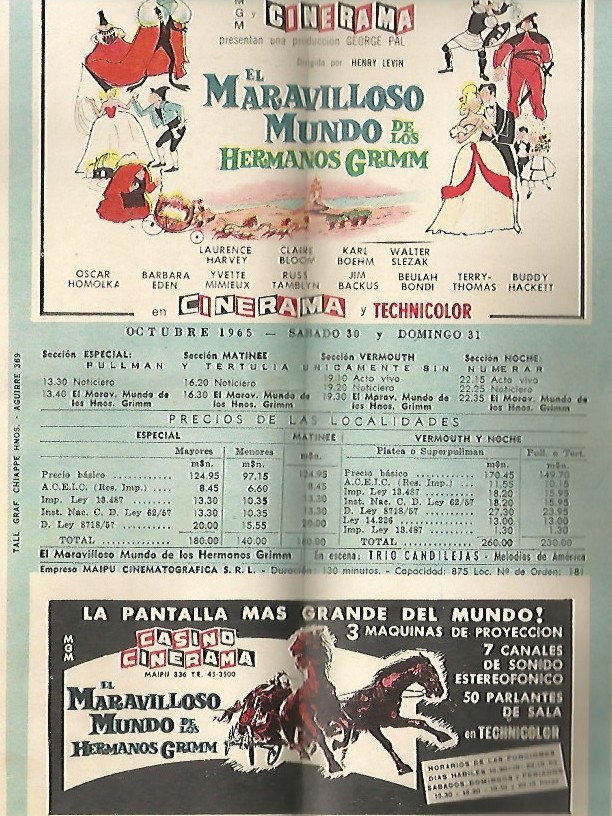 MGM y CINERAMA
presentan una producción GEORGE PAL
Dirigida por HENRY LEVIN
EL
MARAVILLOSO
MUNDO DE LOS
HERMANOS GRIMM
LAURENCE HARVEY CLAIRE BLOOM KARL BOEHM WALTER SLEZAK
OSCAR HOMOLKA BARBARA EDEN YVETTE MIMIEUX RUSS TAMBLYN JIM BACKUS BEULAH BONDI TERRY-THOMAS BUDDY HACKETT
en CINERAMA y TECHNICOLOR
OCTUBRE 1965 — SABADO 30 y DOMINGO 31
Sección ESPECIAL: Sección MATINEE Sección VERMOUTH Sección NOCHE:
PULLMAN Y TERTULIA UNICAMENTE SIN NUMERAR
13.30 Noticiero 16.20 Noticiero 19.10 Acto vivo 22.15 Acto vivo
19.20 Noticiero 22.25 Noticiero
13.40 El Marav. Mundo de los Hnos. Grimm 16.30 El Marav. Mundo de los Hnos. Grimm 19.30 El Marav. Mundo de los Hnos. Grimm 22.35 El Marav. Mundo de los Hnos. Grimm
PRECIOS DE LAS LOCALIDADES
ESPECIAL MATINEE VERMOUTH Y NOCHE
Mayores Menores Platea o Superpullman Pull. o Tert.
m$n. m$n. m$n. m$n. m$n.
Precio básico 124.95 97.15 124.95 Precio básico 170.45 149.70
A.C.E.I.C. (Res. Imp.) 8.45 6.60 8.45 A.C.E.I.C. (Res. Imp.) 11.55 10.15
Imp. Ley 13.487 13.30 10.35 13.30 Imp. Ley 13.487 18.20 15.95
Inst. Nac. C. D. Ley 62/57 13.30 10.35 13.30 Inst. Nac. C. D. Ley 62/57 18.20 15.95
D. Ley 8718/57 20.00 15.55 20.00 D. Ley 8718/57 27.30 23.95
Ley 14.226 13.00 13.00
Imp. Ley 13.487 1.30 1.30
TOTAL 180.00 140.00 180.00 TOTAL 260.00 230.00
El Maravilloso Mundo de los Hermanos Grimm En escena: TRIO CANDILEJAS - Melodías de América
Empresa MAIPU CINEMATOGRAFICA S. R. L. - Duración: 130 minutos. - Capacidad: 875 Loc. Nº de Orden: 181
TALL GRAF CHIAPPE HNOS. - AGUIRRE 369
LA PANTALLA MAS GRANDE DEL MUNDO!
MGM
CASINO
CINERAMA
MAIPU 336 T.E. 45-3500
EL
MARAVILLOSO
MUNDO DE LOS
HERMANOS GRIMM
3 MAQUINAS DE PROYECCION
7 CANALES
DE SONIDO
ESTEREOFONICO
50 PARLANTES
DE SALA
en TECHNICOLOR
HORARIOS DE LAS FUNCIONES
DIAS HABILES
SABADOS, DOMINGOS y FERIADOS